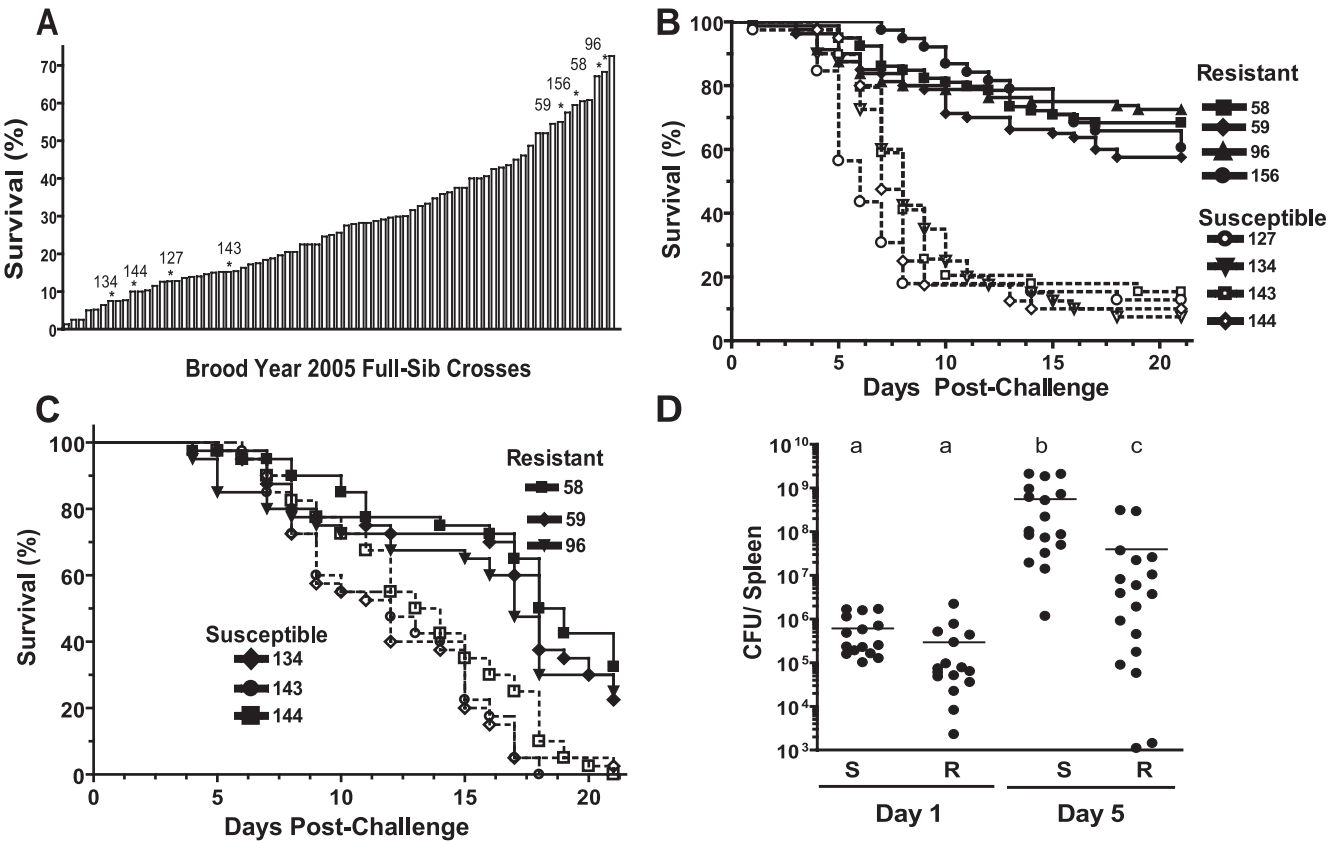 A
Survival (%)
70
60
50
40
30
20
10
0
134
*
144
*
127
*
143
*
59
*
156
*
58
*
96
*
*
Brood Year 2005 Full-Sib Crosses
B
Survival (%)
100
80
60
40
20
0
0 5 10 15 20
Days Post-Challenge
Resistant
58
59
96
156
Susceptible
127
134
143
144
C
Survival (%)
100
80
60
40
20
0
0 5 10 15 20
Days Post-Challenge
Resistant
58
59
96
Susceptible
134
143
144
D
CFU/ Spleen
10^10
10^9
10^8
10^7
10^6
10^5
10^4
10^3
a a b c
S R S R
Day 1 Day 5